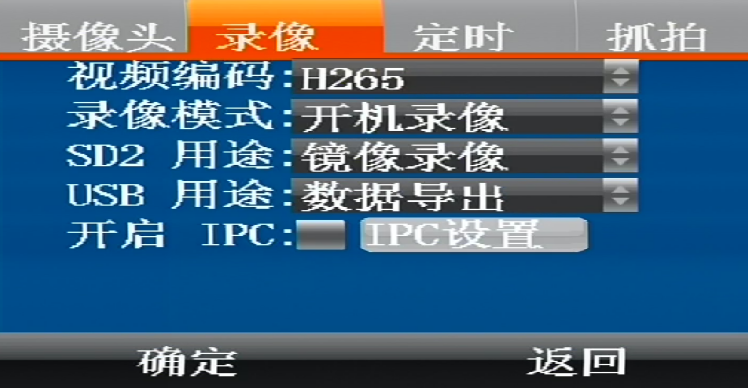 摄像头 录像 定时 抓拍
视频编码:H265
录像模式:开机录像
SD2 用途:镜像录像
USB 用途:数据导出
开启 IPC: IPC设置
确定 返回